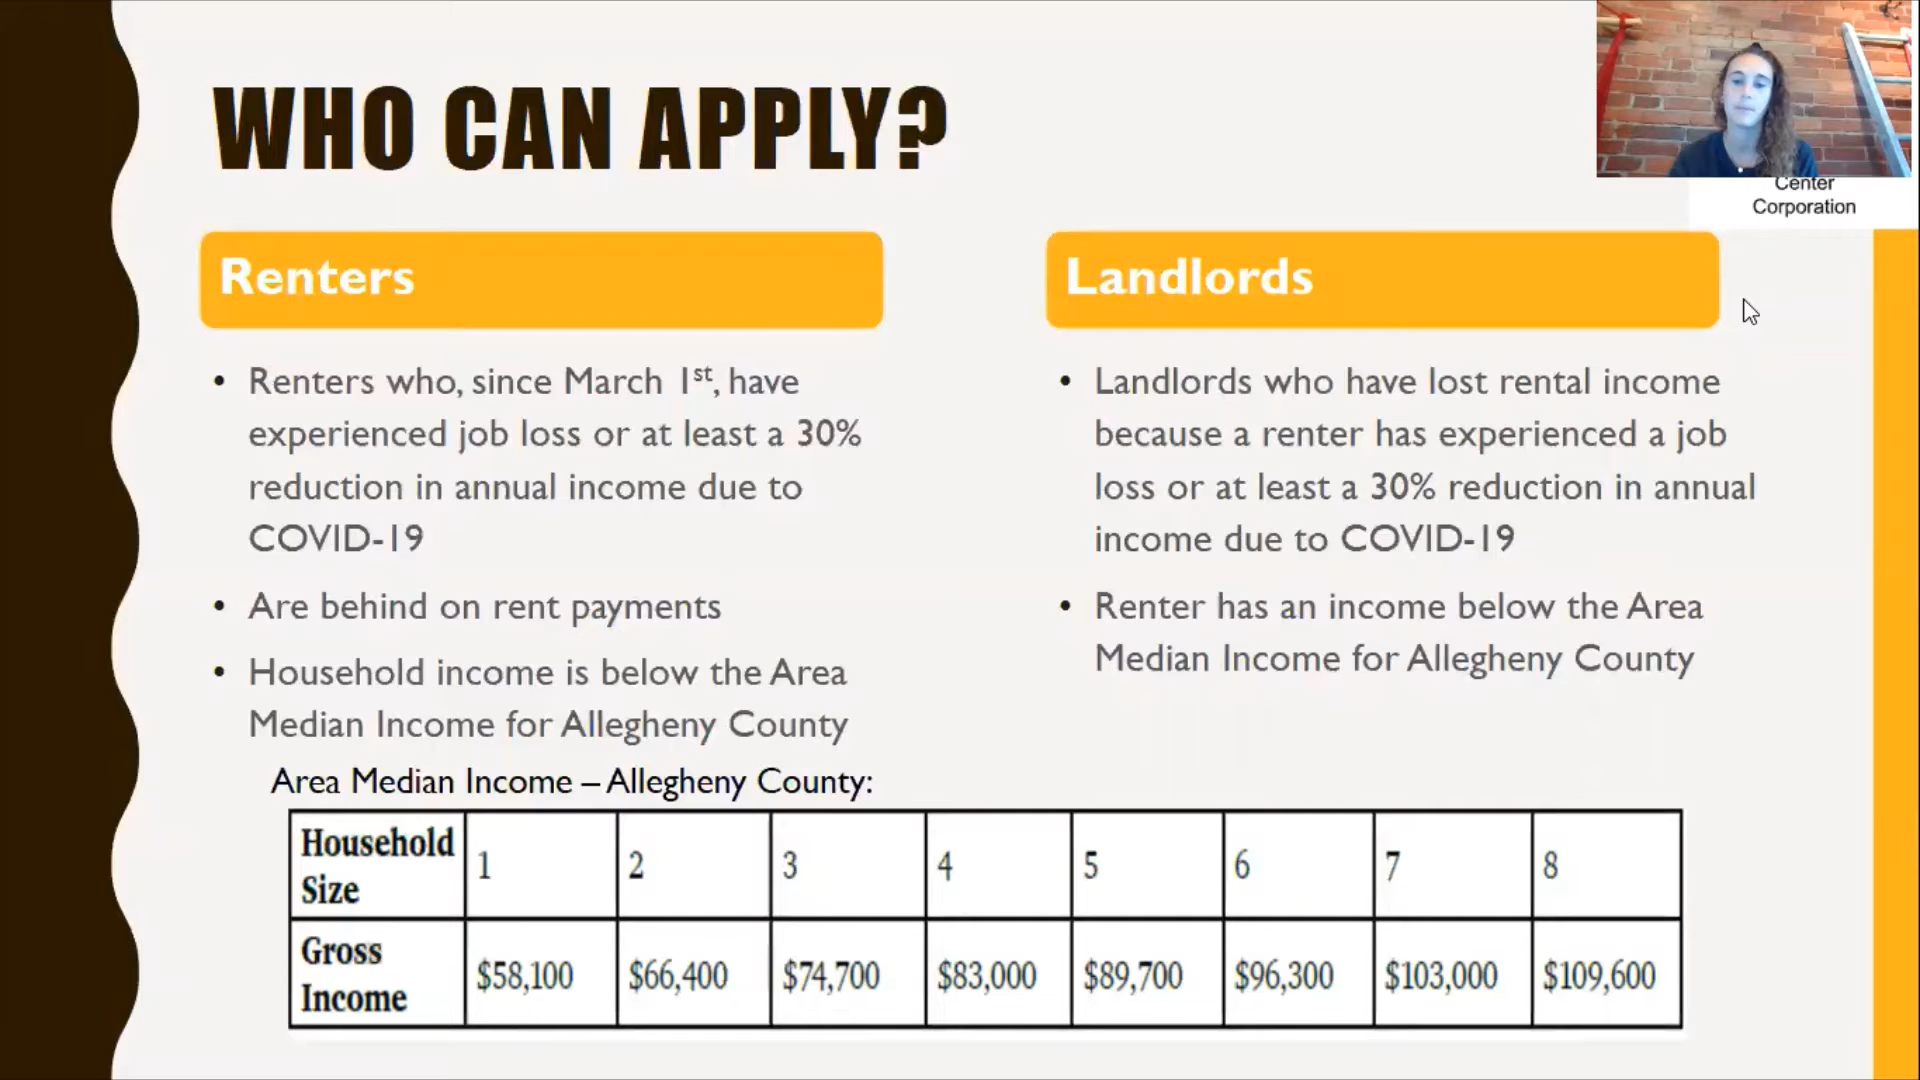 WHO CAN APPLY?
Center
Corporation
Renters
• Renters who, since March 1st, have
experienced job loss or at least a 30%
reduction in annual income due to
COVID-19
• Are behind on rent payments
• Household income is below the Area
Median Income for Allegheny County
Landlords
• Landlords who have lost rental income
because a renter has experienced a job
loss or at least a 30% reduction in annual
income due to COVID-19
• Renter has an income below the Area
Median Income for Allegheny County
Area Median Income – Allegheny County:
Household Size 1 2 3 4 5 6 7 8
Gross Income $58,100 $66,400 $74,700 $83,000 $89,700 $96,300 $103,000 $109,600